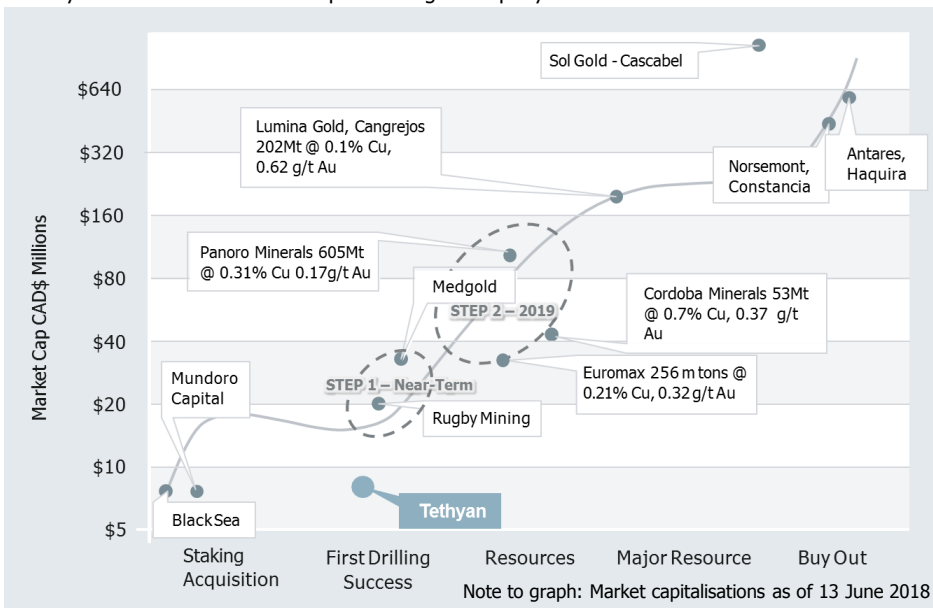 Sol Gold - Cascabel
$640
Lumina Gold, Cangrejos
202Mt @ 0.1% Cu,
0.62 g/t Au
$320
Norsemont,
Constancia
Antares,
Haquira
$160
Panoro Minerals 605Mt
@ 0.31% Cu 0.17g/t Au
$80
Medgold
Cordoba Minerals 53Mt
@ 0.7% Cu, 0.37 g/t
Au
STEP 2 – 2019
$40
Mundoro
Capital
STEP 1 – Near-Term
Euromax 256 m tons @
0.21% Cu, 0.32 g/t Au
$20
Rugby Mining
$10
Tethyan
BlackSea
$5
Market Cap CAD$ Millions
Staking
Acquisition
First Drilling
Success
Resources
Major Resource
Buy Out
Note to graph: Market capitalisations as of 13 June 2018